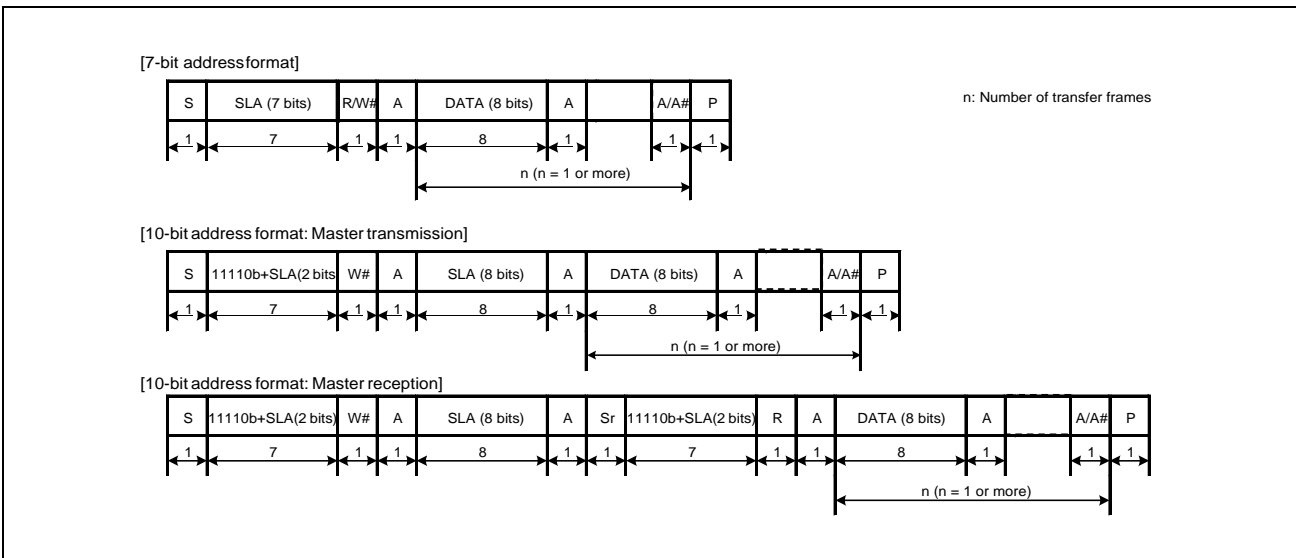 [7-bit address format]
S SLA (7 bits) R/W# A DATA (8 bits) A A/A# P
n: Number of transfer frames
1 7 1 1 8 1 1 1
n (n = 1 or more)
[10-bit address format: Master transmission]
S 11110b+SLA(2 bits W# A SLA (8 bits) A DATA (8 bits) A A/A# P
1 7 1 1 8 1 8 1 1 1
n (n = 1 or more)
[10-bit address format: Master reception]
S 11110b+SLA(2 bits) W# A SLA (8 bits) A Sr 11110b+SLA(2 bits) R A DATA (8 bits) A A/A# P
1 7 1 1 8 1 1 7 1 1 8 1 1 1
n (n = 1 or more)